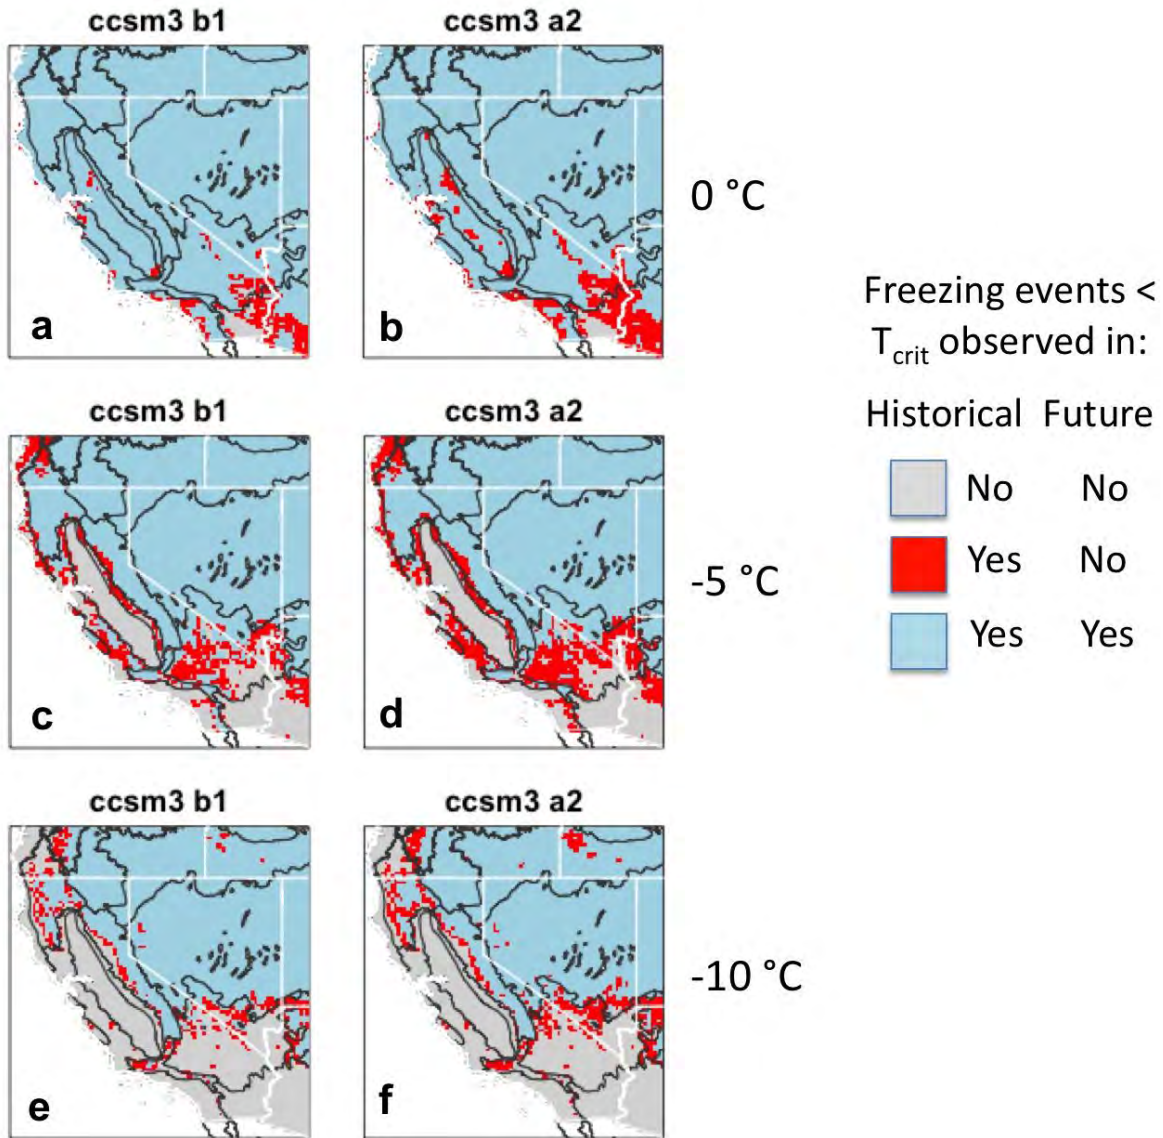 ccsm3 b1
ccsm3 a2
a
b
0 °C
ccsm3 b1
ccsm3 a2
c
d
-5 °C
ccsm3 b1
ccsm3 a2
e
f
-10 °C
Freezing events <
Tcrit observed in:
Historical Future
No No
Yes No
Yes Yes